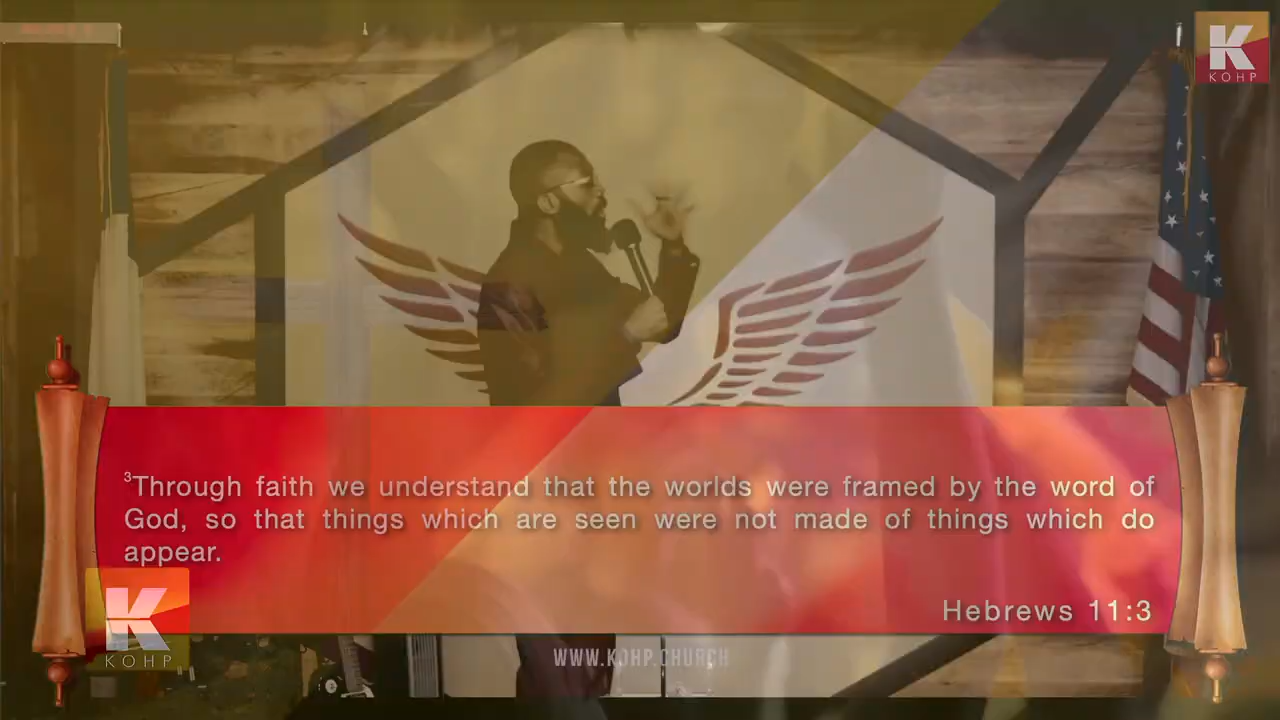 K
KOHP
³Through faith we understand that the worlds were framed by the word of
God, so that things which are seen were not made of things which do
appear.
Hebrews 11:3
K
KOHP
WWW.KOHP.CHURCH